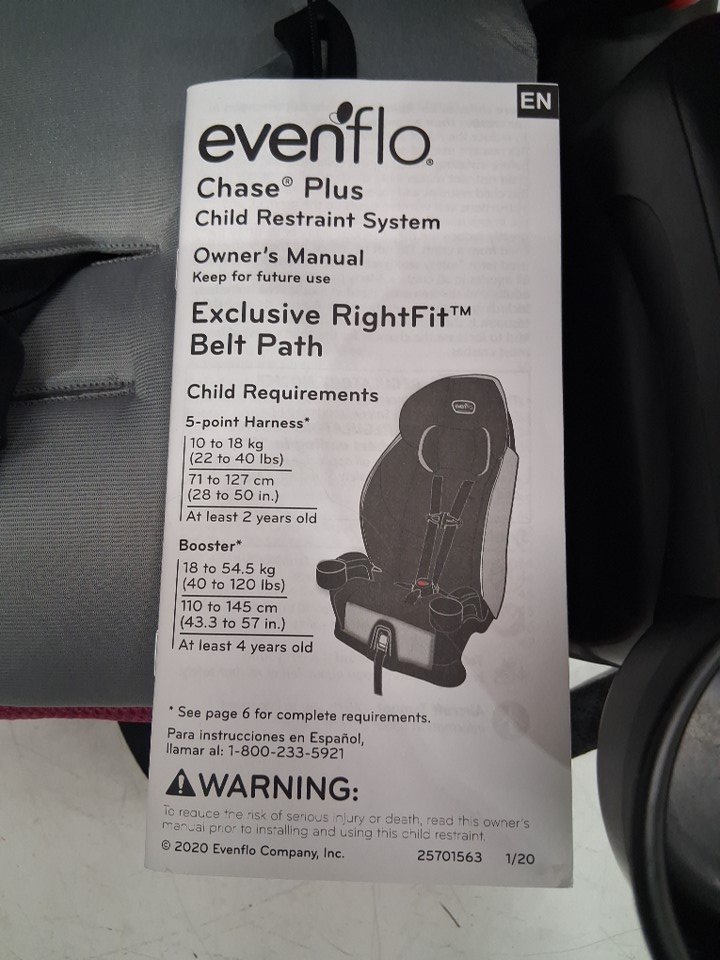 EN
evenflo®
Chase® Plus
Child Restraint System
Owner's Manual
Keep for future use
Exclusive RightFit™
Belt Path
Child Requirements
5-point Harness*
10 to 18 kg
(22 to 40 lbs)
71 to 127 cm
(28 to 50 in.)
At least 2 years old
Booster*
18 to 54.5 kg
(40 to 120 lbs)
110 to 145 cm
(43.3 to 57 in.)
At least 4 years old
evenflo
* See page 6 for complete requirements.
Para instrucciones en Español,
llamar al: 1-800-233-5921
WARNING:
To reduce the risk of serious injury or death, read this owner's
manual prior to installing and using this child restraint.
© 2020 Evenflo Company, Inc. 25701563 1/20